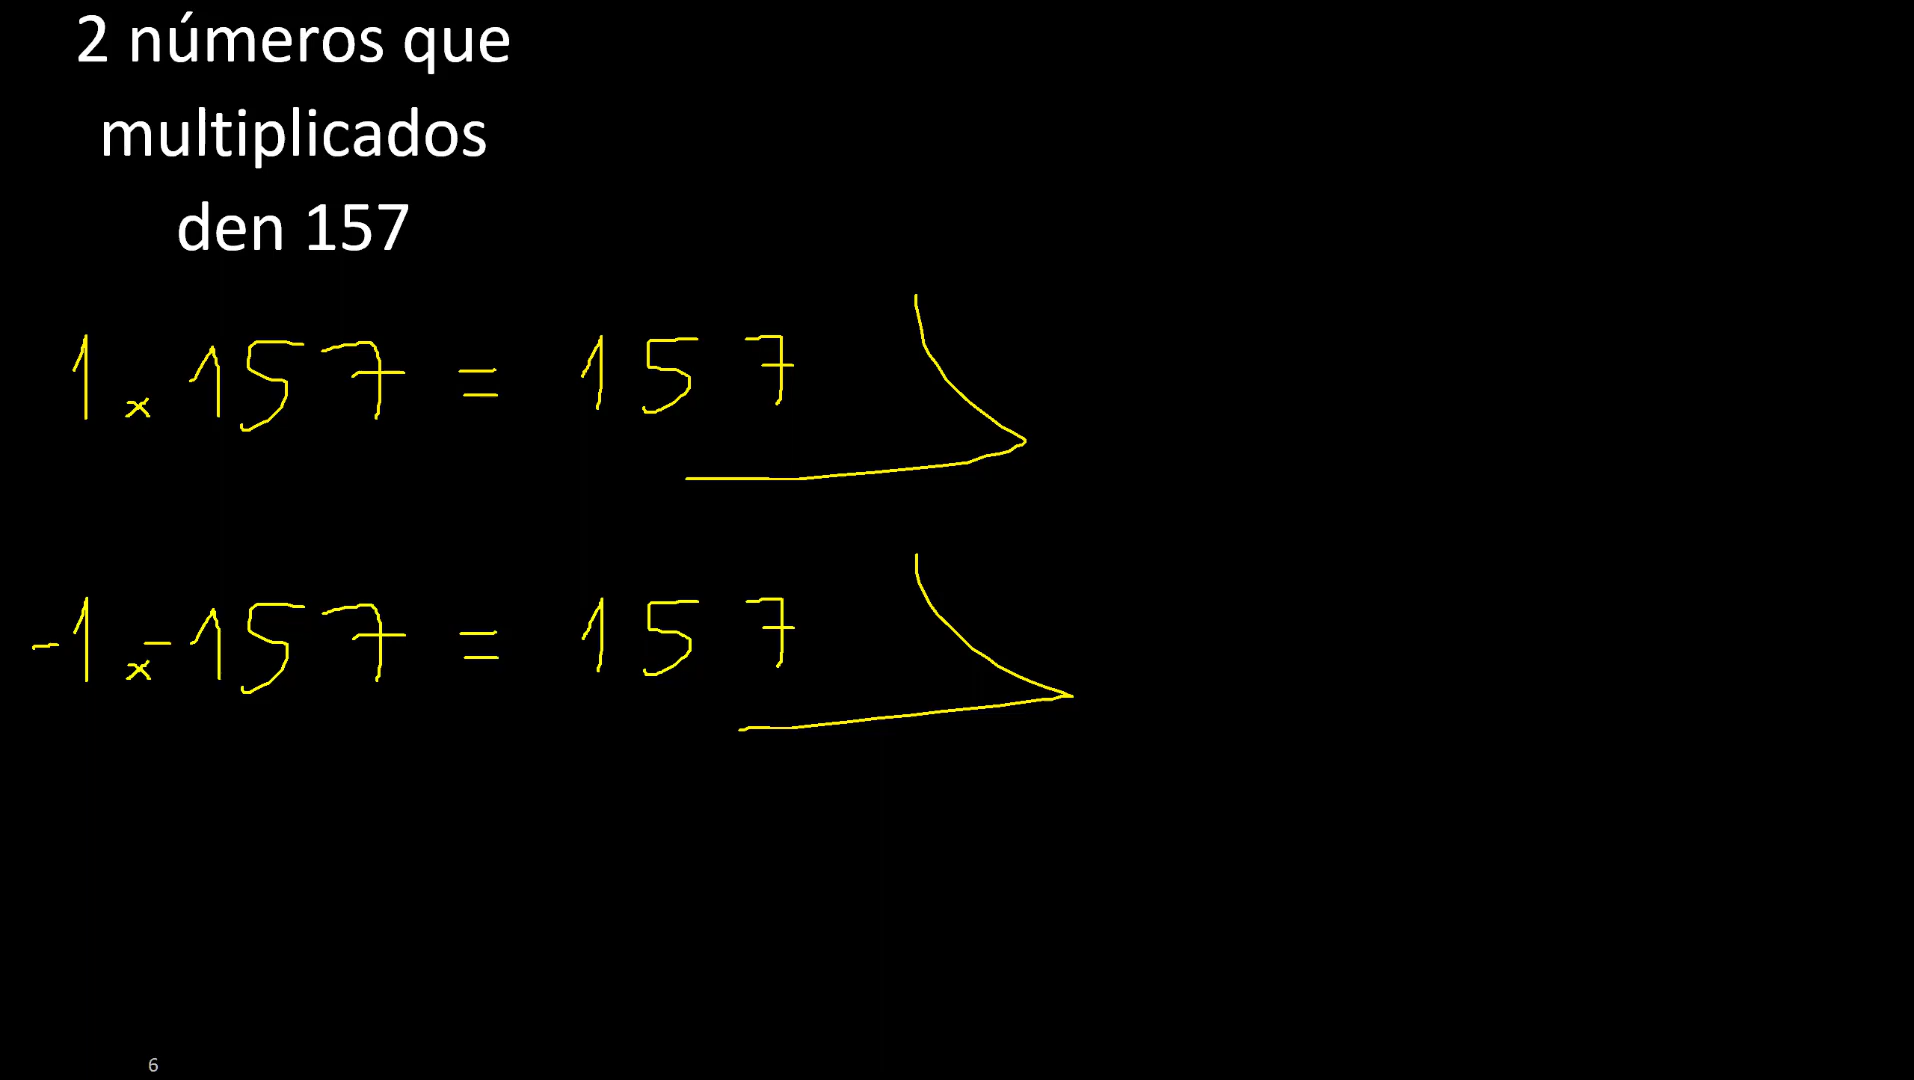 2 números que
multiplicados
den 157
1 x 157 = 157
-1 x -157 = 157
6